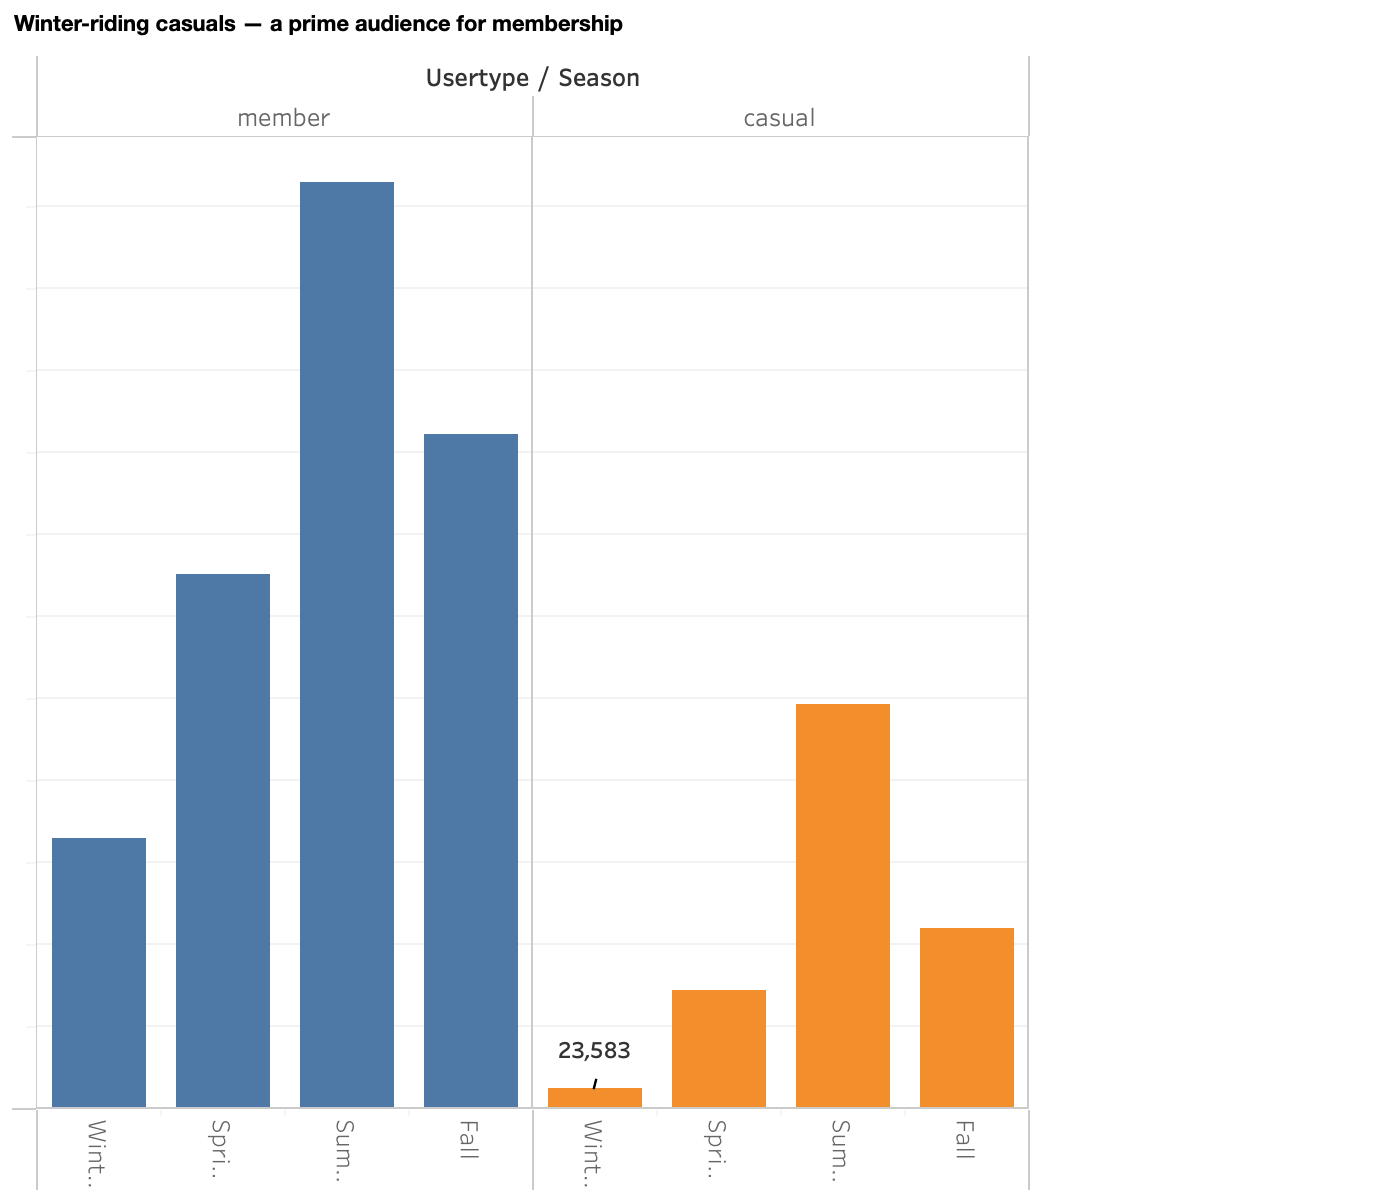 Winter-riding casuals — a prime audience for membership
Usertype / Season
member casual
23,583
Wint.. Spri.. Sum.. Fall Wint.. Spri.. Sum.. Fall